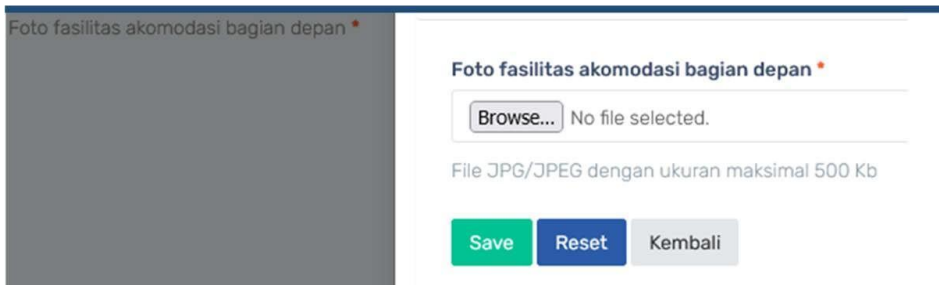 Foto fasilitas akomodasi bagian depan *
Foto fasilitas akomodasi bagian depan *
Browse... No file selected.
File JPG/JPEG dengan ukuran maksimal 500 Kb
Save Reset Kembali